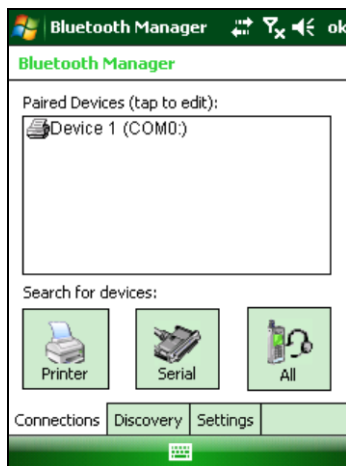 Bluetooth Manager ok
Bluetooth Manager
Paired Devices (tap to edit):
Device 1 (COM0:)
Search for devices:
Printer Serial All
Connections Discovery Settings